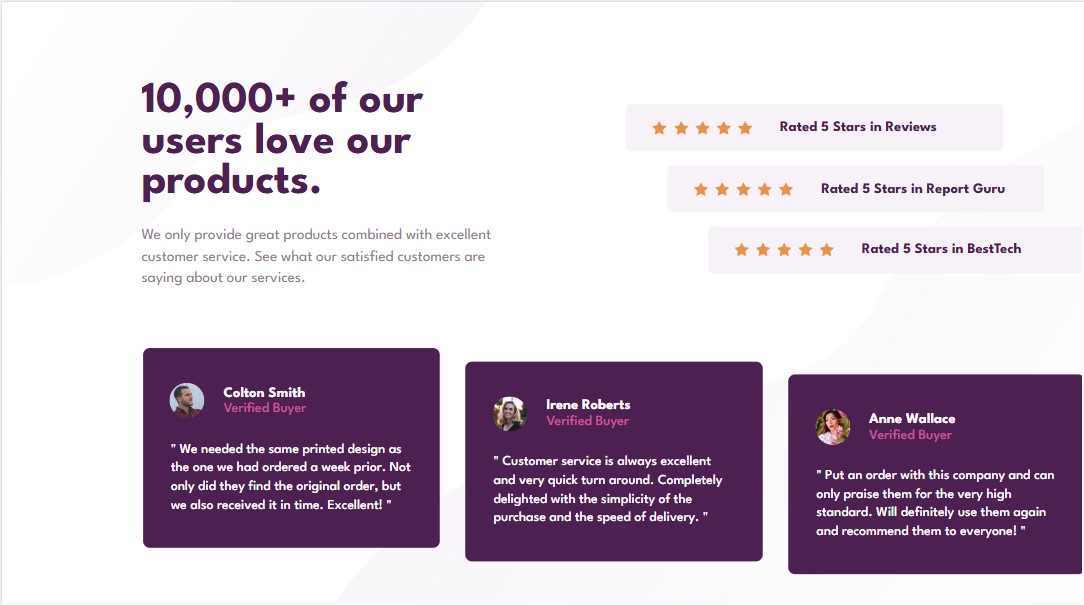 10,000+ of our
users love our
products.
We only provide great products combined with excellent
customer service. See what our satisfied customers are
saying about our services.
Rated 5 Stars in Reviews
Rated 5 Stars in Report Guru
Rated 5 Stars in BestTech
Colton Smith
Verified Buyer
" We needed the same printed design as
the one we had ordered a week prior. Not
only did they find the original order, but
we also received it in time. Excellent! "
Irene Roberts
Verified Buyer
" Customer service is always excellent
and very quick turn around. Completely
delighted with the simplicity of the
purchase and the speed of delivery. "
Anne Wallace
Verified Buyer
" Put an order with this company and can
only praise them for the very high
standard. Will definitely use them again
and recommend them to everyone! "